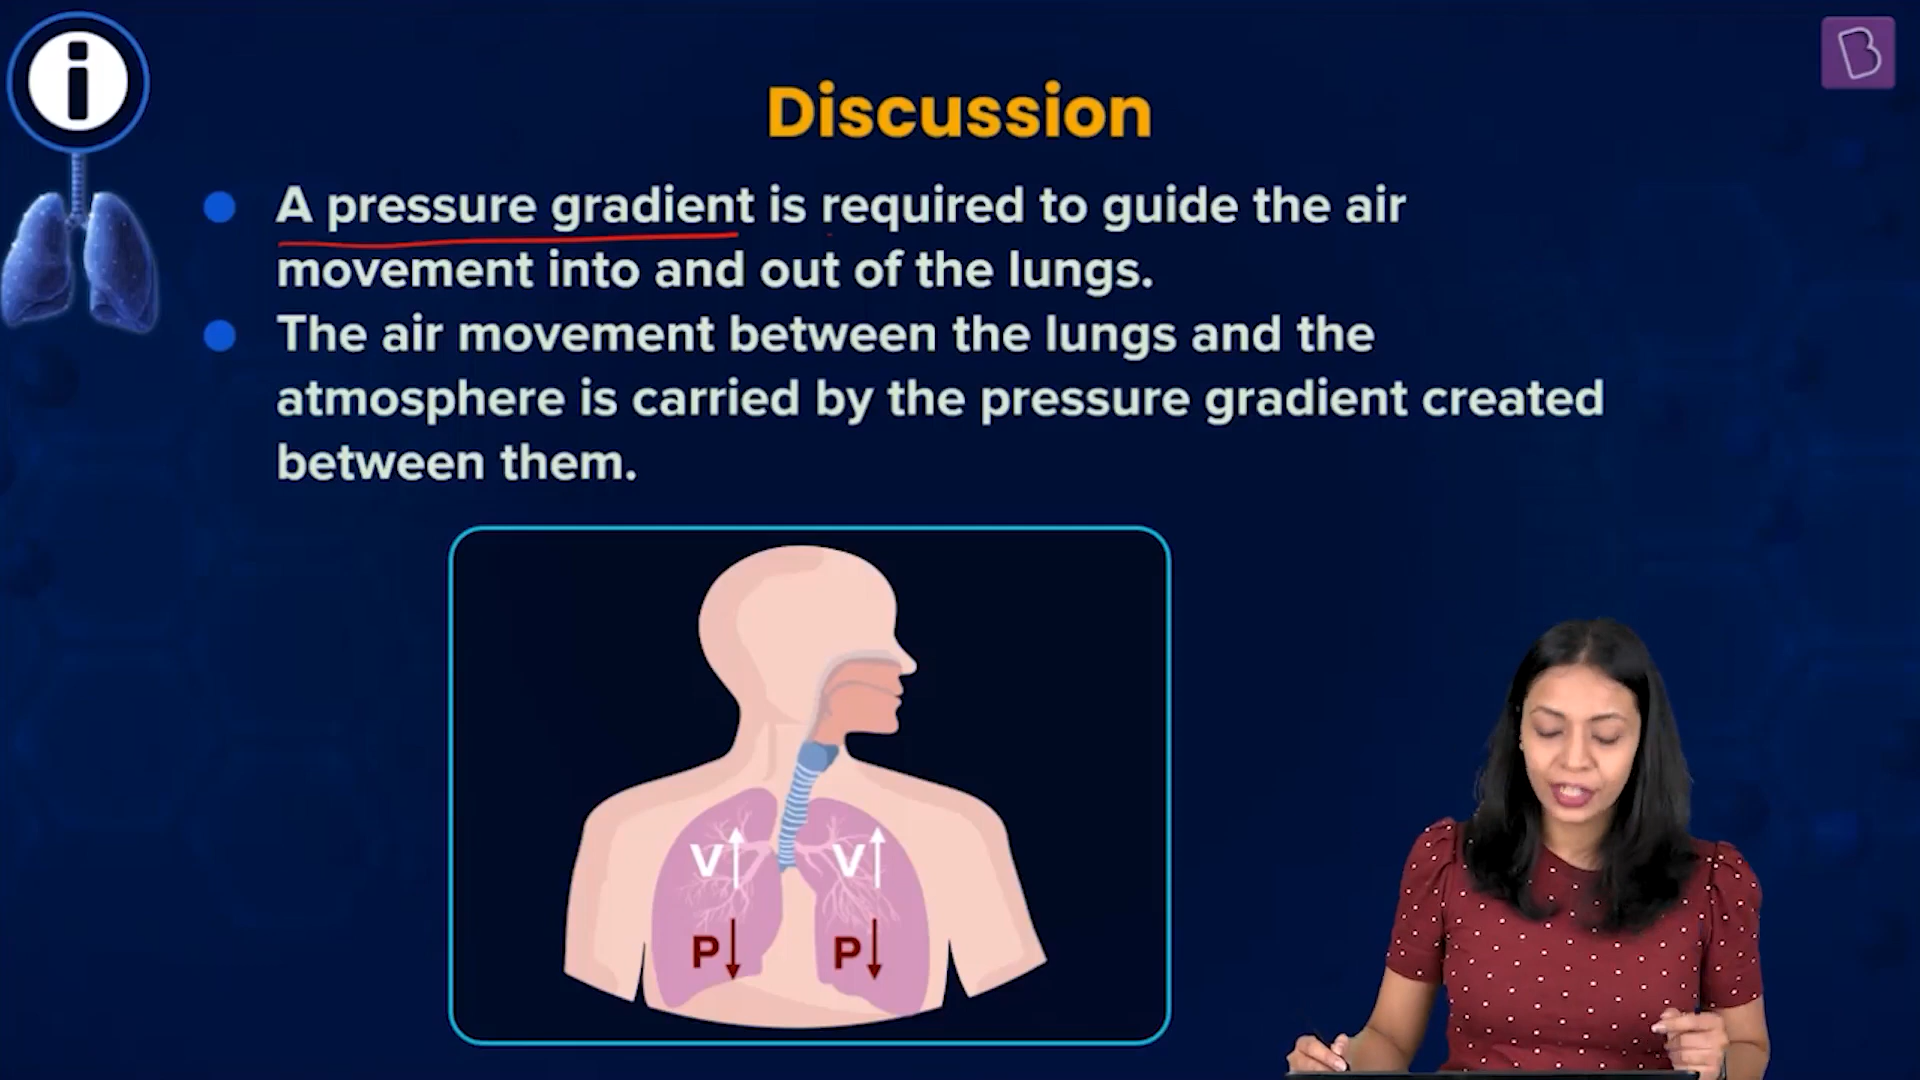 Discussion
A pressure gradient is required to guide the air
movement into and out of the lungs.
The air movement between the lungs and the
atmosphere is carried by the pressure gradient created
between them.
V V
P P
i
B